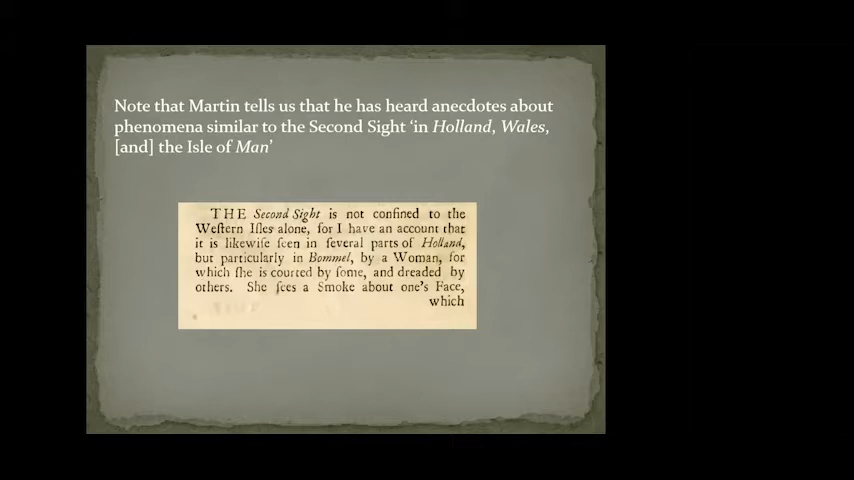 Note that Martin tells us that he has heard anecdotes about
phenomena similar to the Second Sight ‘in Holland, Wales,
[and] the Isle of Man’
THE Second Sight is not confined to the
Weſtern Iſles alone, for I have an account that
it is likewiſe ſeen in ſeveral parts of Holland,
but particularly in Bommel, by a Woman, for
which ſhe is courted by ſome, and dreaded by
others. She ſees a Smoke about one's Face,
which